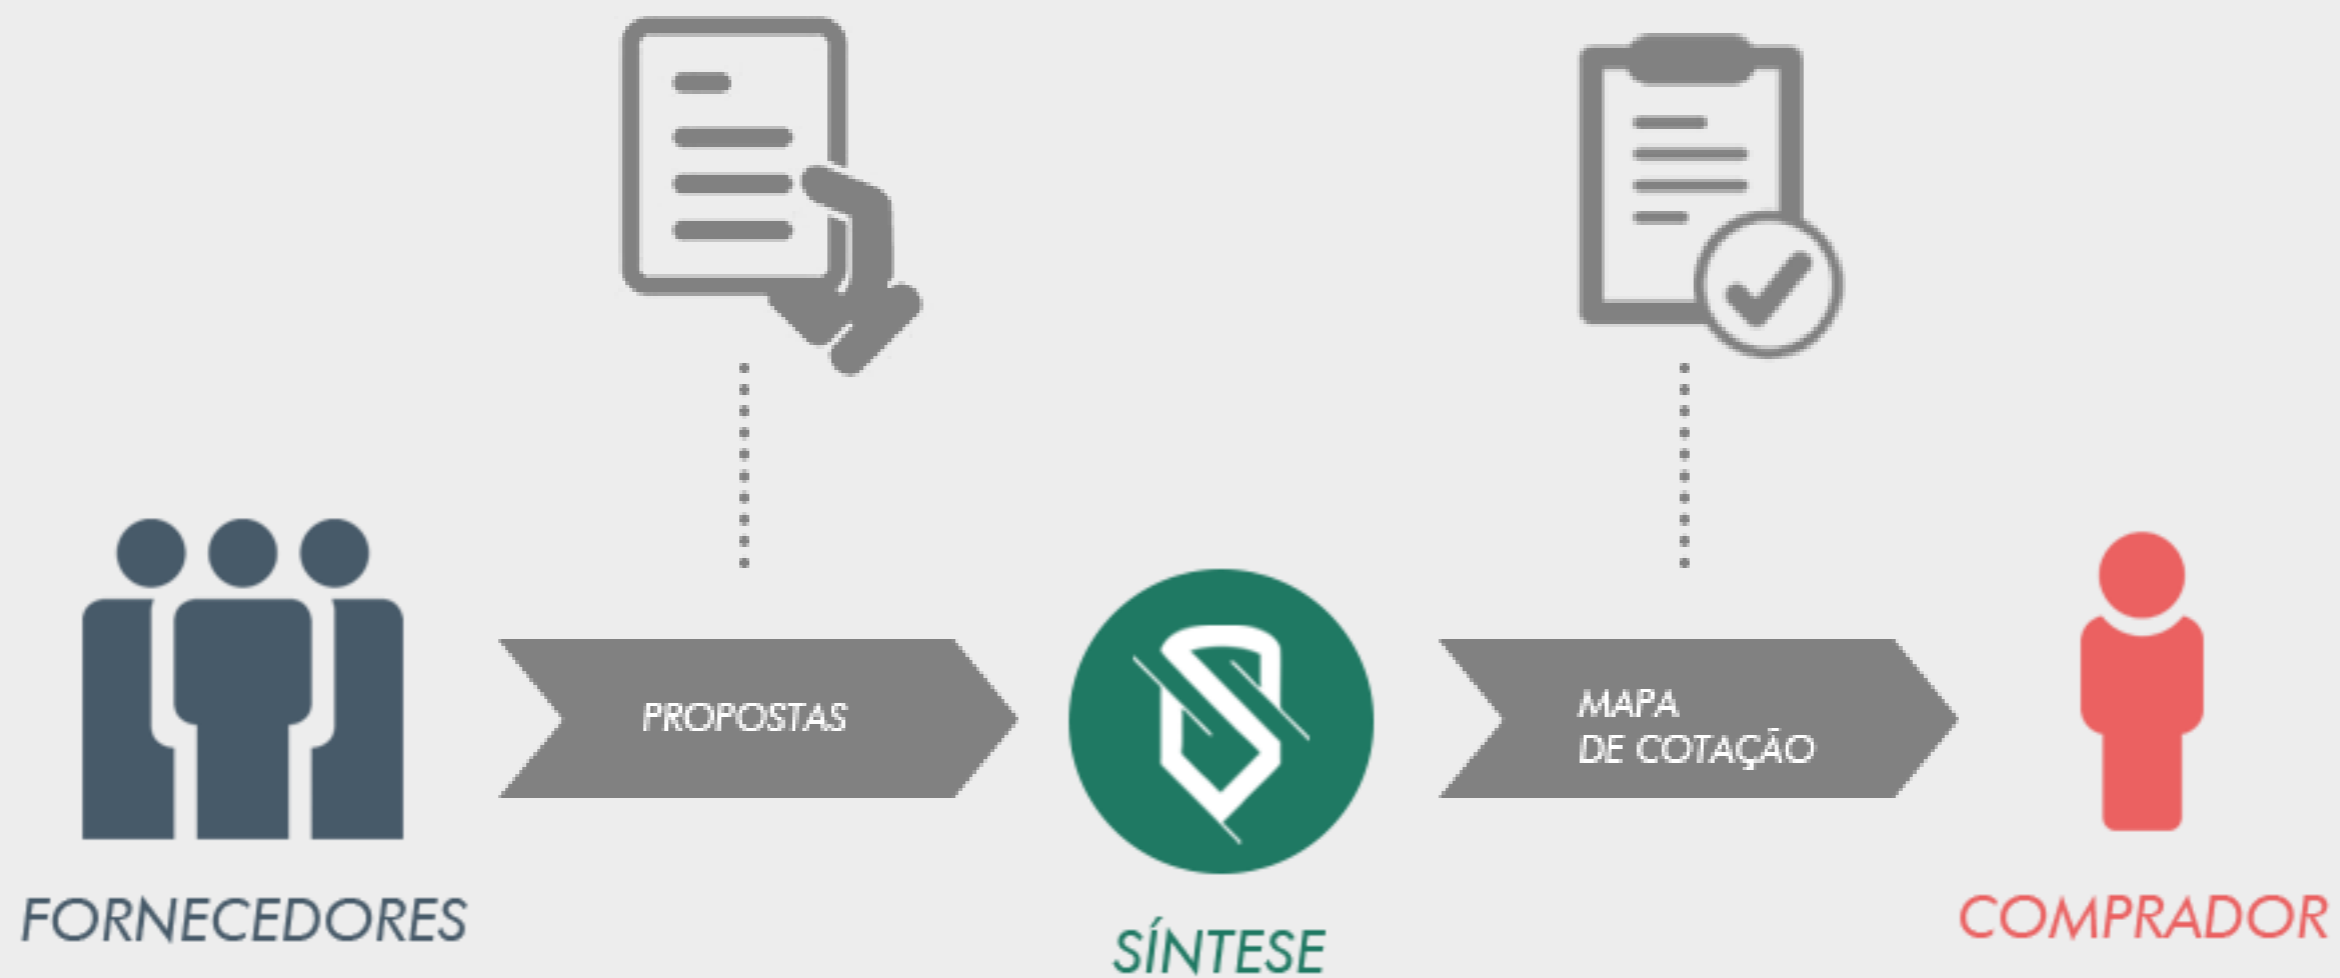 PROPOSTAS
MAPA
DE COTAÇÃO
FORNECEDORES
SÍNTESE
COMPRADOR